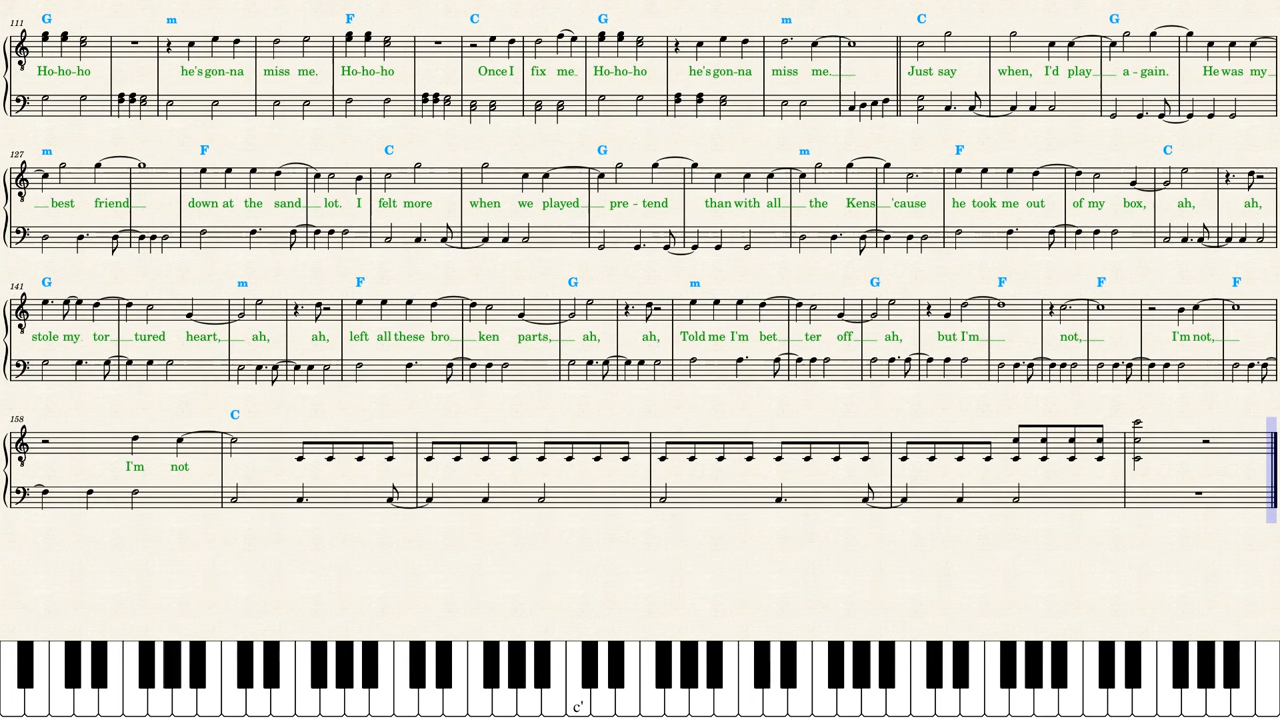 111 G m F C G m C G
Ho-ho-ho he's gon-na miss me. Ho-ho-ho Once I fix me Ho-ho-ho he's gon-na miss me. Just say when, I'd play a - gain. He was my
127 m F C G m F C
best friend down at the sand lot. I felt more when we played pre - tend than with all the Kens 'cause he took me out of my box, ah, ah,
141 G m F G m G F F F
stole my tor tured heart, ah, ah, left all these bro ken parts, ah, ah, Told me I'm bet ter off ah, but I'm not, I'm not,
158 C
I'm not
c'